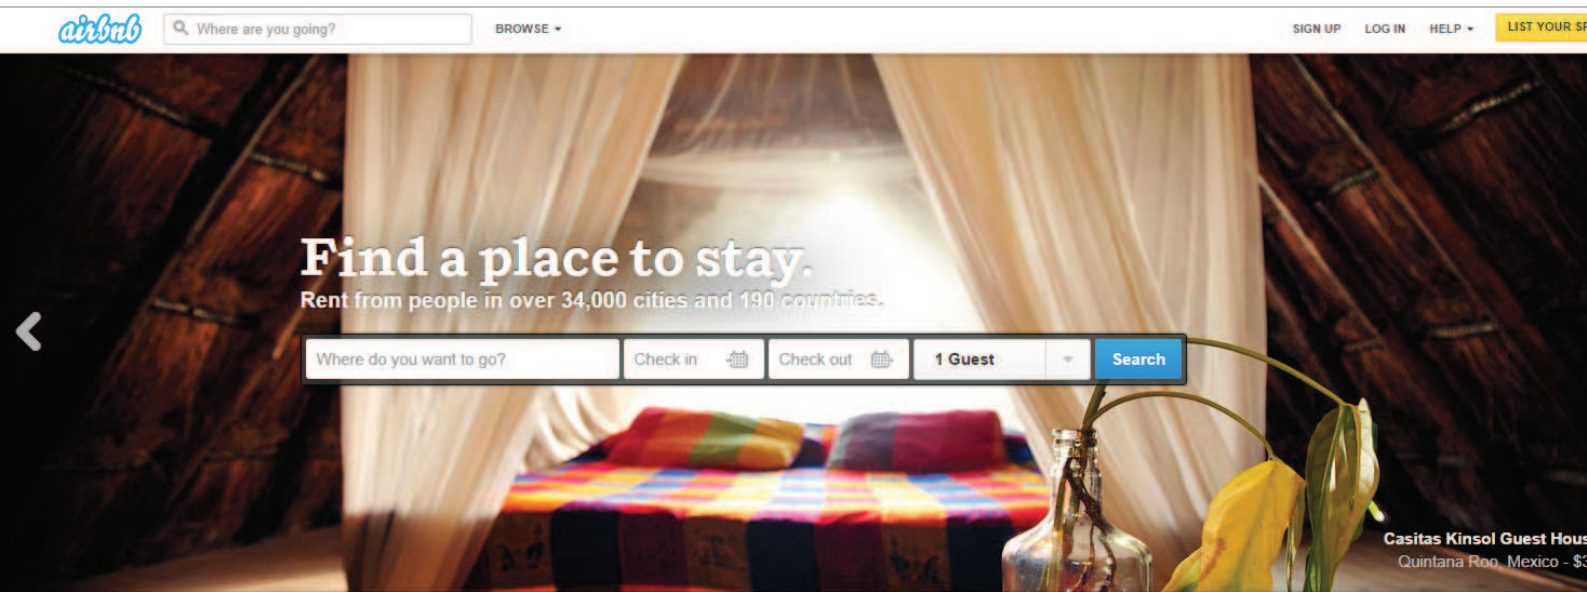 airbnb
Where are you going?
BROWSE
SIGN UP
LOG IN
HELP
LIST YOUR
Find a place to stay.
Rent from people in over 34,000 cities and 190 countries.
Where do you want to go?
Check in
Check out
1 Guest
Search
Casitas Kinsol Guest
Quintana Roo, Mexico -